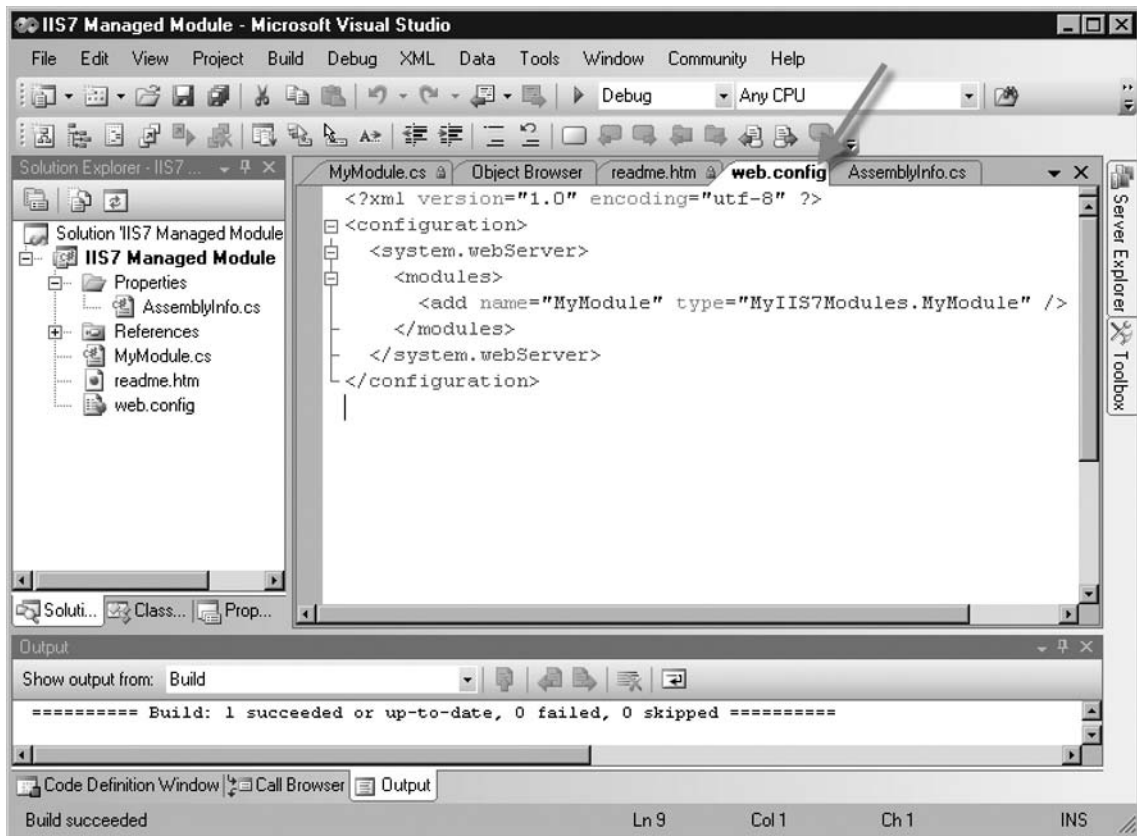 IIS7 Managed Module - Microsoft Visual Studio
File Edit View Project Build Debug XML Data Tools Window Community Help
Debug Any CPU
Solution Explorer - IIS7 ...
MyModule.cs Object Browser readme.htm web.config AssemblyInfo.cs
Solution 'IIS7 Managed Module
IIS7 Managed Module
Properties
AssemblyInfo.cs
References
MyModule.cs
readme.htm
web.config
<?xml version="1.0" encoding="utf-8" ?>
<configuration>
<system.webServer>
<modules>
<add name="MyModule" type="MyIIS7Modules.MyModule" />
</modules>
</system.webServer>
</configuration>
Server Explorer
Toolbox
Soluti... Class... Prop...
Output
Show output from: Build
========== Build: 1 succeeded or up-to-date, 0 failed, 0 skipped ==========
Code Definition Window Call Browser Output
Build succeeded Ln 9 Col 1 Ch 1 INS